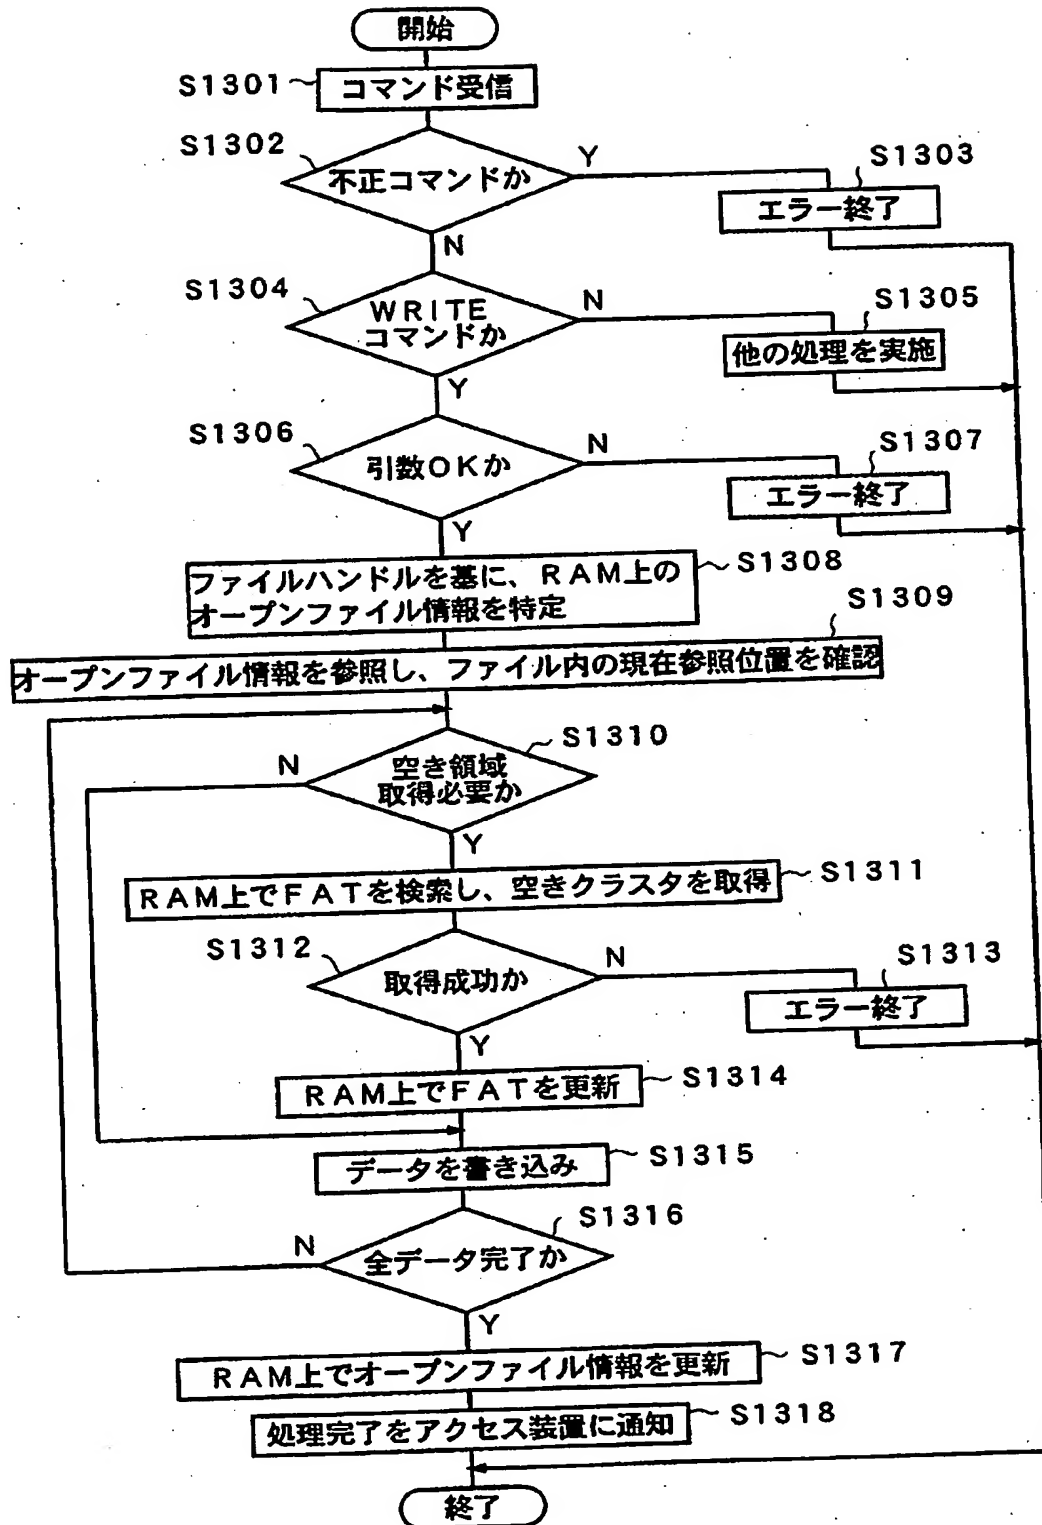 開始
S1301
コマンド受信
S1302
不正コマンドか
Y
S1303
エラー終了
N
S1304
WRITE
コマンドか
N
S1305
他の処理を実施
Y
S1306
引数OKか
N
S1307
エラー終了
Y
ファイルハンドルを基に、RAM上の
オープンファイル情報を特定
S1308
S1309
オープンファイル情報を参照し、ファイル内の現在参照位置を確認
S1310
N
空き領域
取得必要か
Y
RAM上でFATを検索し、空きクラスタを取得
S1311
S1312
取得成功か
N
S1313
エラー終了
Y
RAM上でFATを更新
S1314
データを書き込み
S1315
S1316
N
全データ完了か
Y
RAM上でオープンファイル情報を更新
S1317
処理完了をアクセス装置に通知
S1318
終了